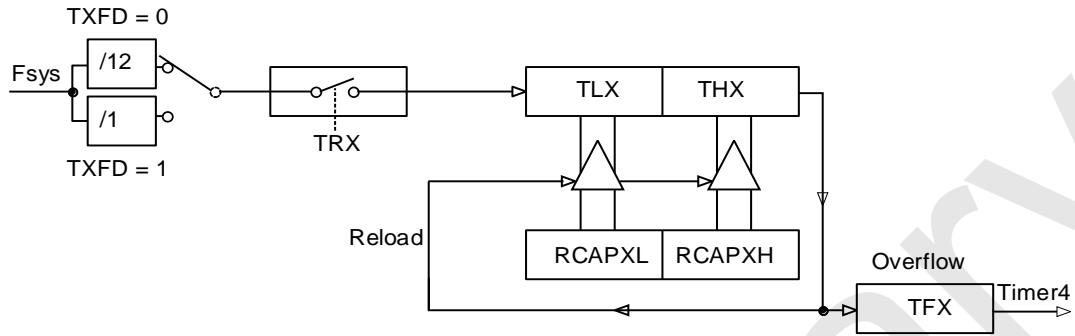 TXFD = 0
Fsys
/12
/1
TXFD = 1
TRX
TLX
THX
Reload
RCAPXL
RCAPXH
Overflow
TFX
Timer4